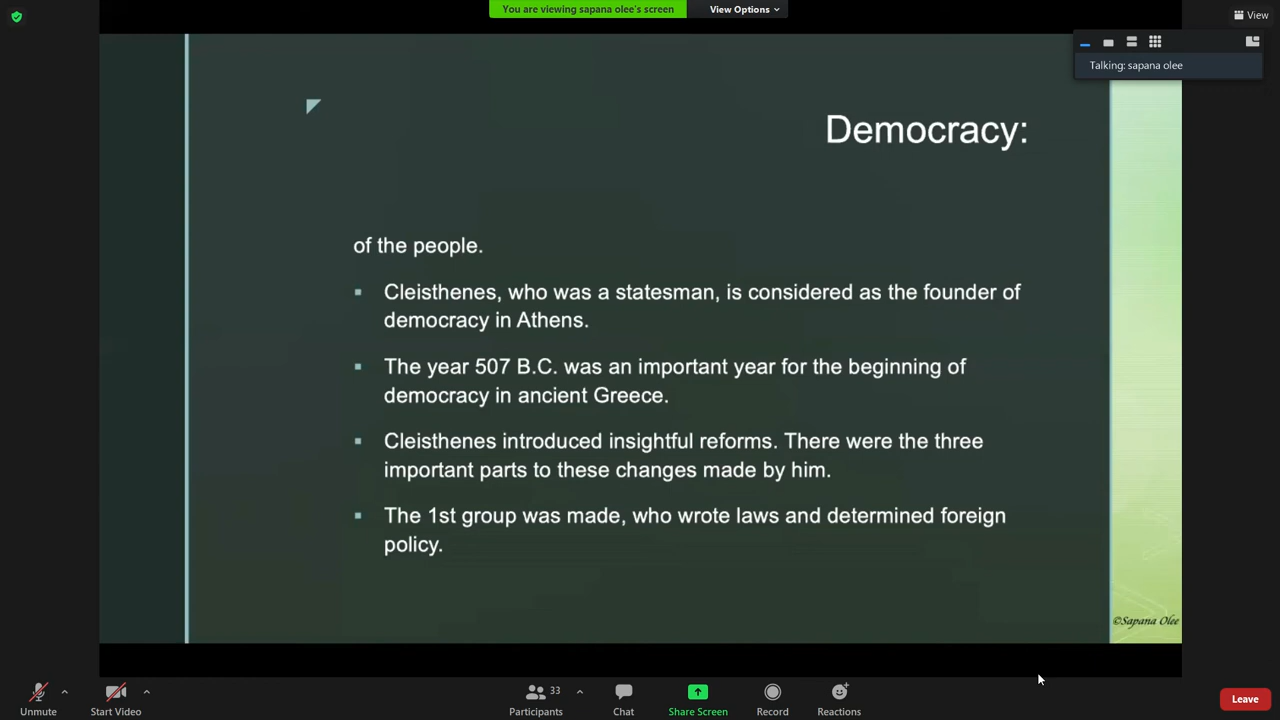 You are viewing sapana olee's screen
View Options
View
Talking: sapana olee
Democracy:
of the people.
▪ Cleisthenes, who was a statesman, is considered as the founder of
democracy in Athens.
▪ The year 507 B.C. was an important year for the beginning of
democracy in ancient Greece.
▪ Cleisthenes introduced insightful reforms. There were the three
important parts to these changes made by him.
▪ The 1st group was made, who wrote laws and determined foreign
policy.
©Sapana Olee
33
Unmute
Start Video
Participants
Chat
Share Screen
Record
Reactions
Leave